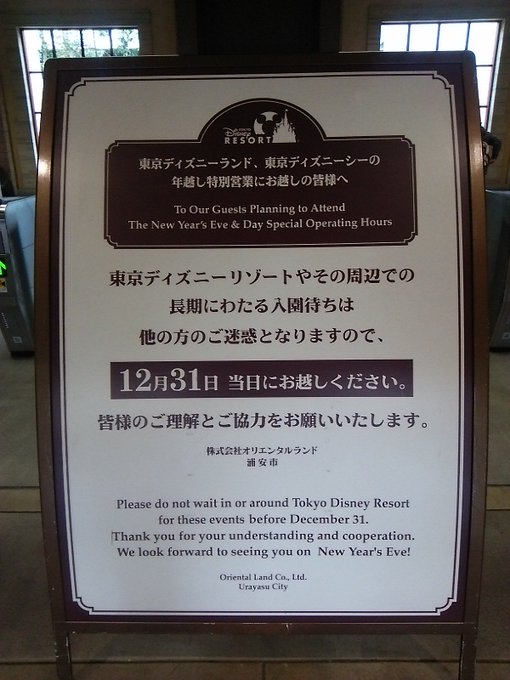 TOKYO
Disney
RESORT
東京ディズニーランド、東京ディズニーシーの
年越し特別営業にお越しの皆様へ
To Our Guests Planning to Attend
The New Year's Eve & Day Special Operating Hours
東京ディズニーリゾートやその周辺での
長期にわたる入園待ちは
他の方のご迷惑となりますので、
12月31日 当日にお越しください。
皆様のご理解とご協力をお願いいたします。
株式会社オリエンタルランド
浦安市
Please do not wait in or around Tokyo Disney Resort
for these events before December 31.
Thank you for your understanding and cooperation.
We look forward to seeing you on New Year's Eve!
Oriental Land Co., Ltd.
Urayasu City